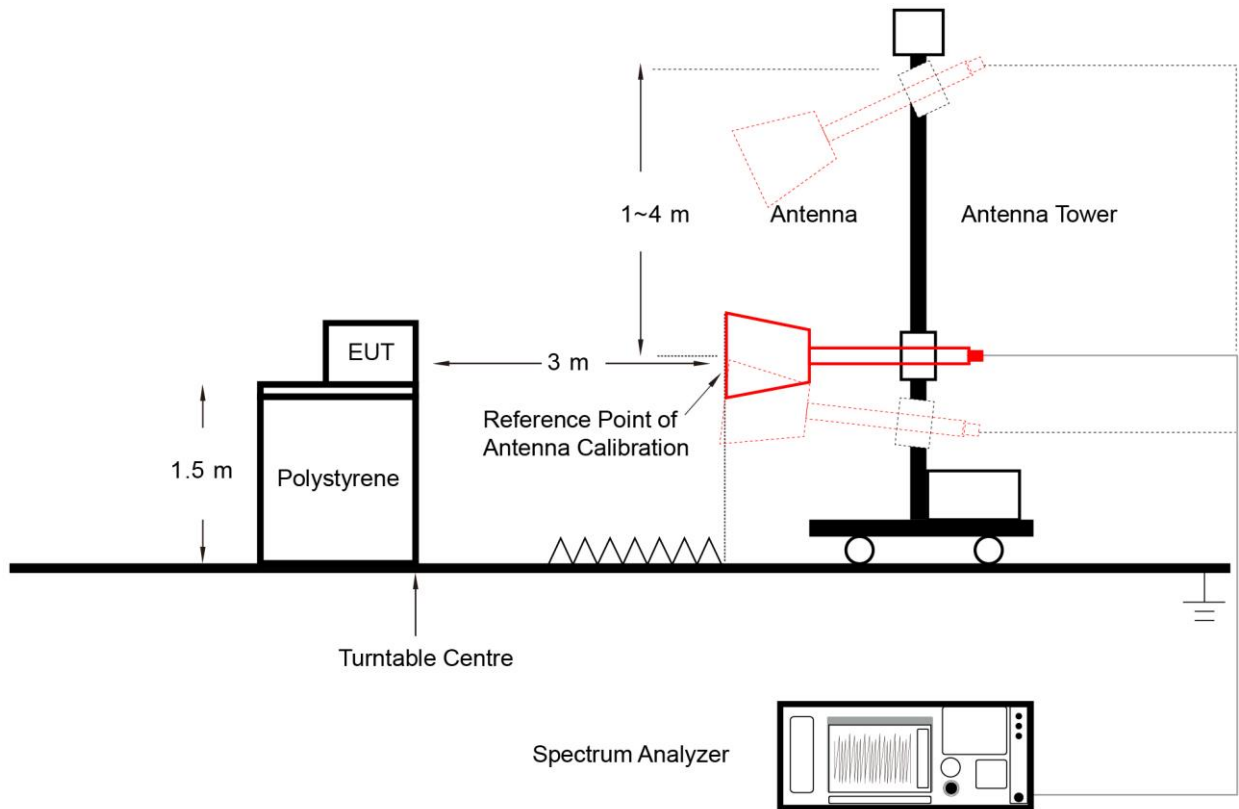 1~4 m
Antenna
Antenna Tower
EUT
3 m
Reference Point of
Antenna Calibration
1.5 m
Polystyrene
Turntable Centre
Spectrum Analyzer